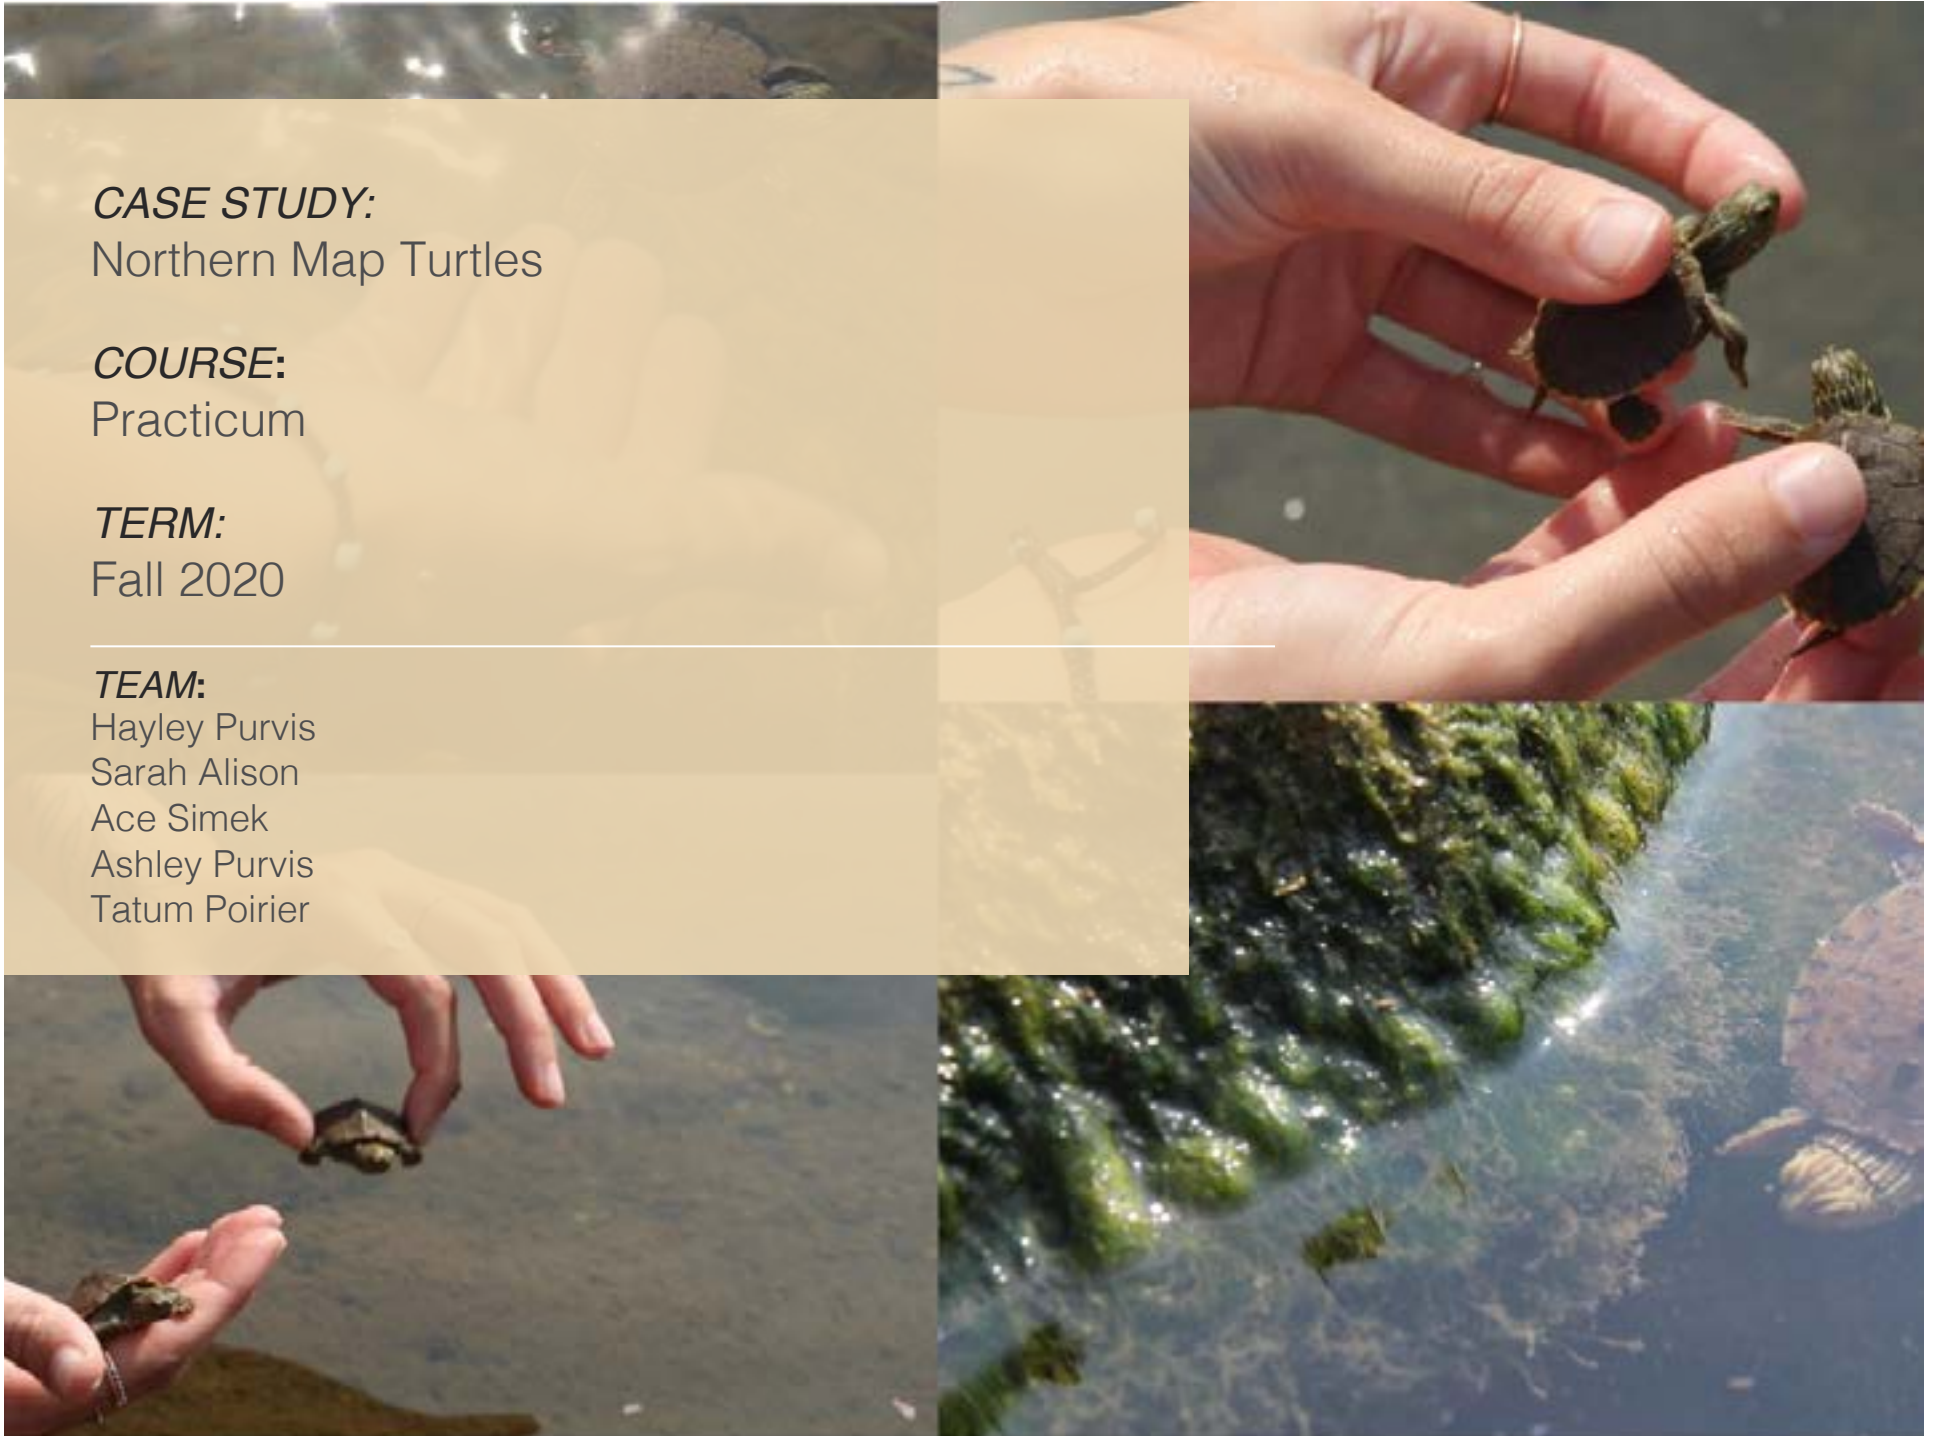 CASE STUDY:
Northern Map Turtles
COURSE:
Practicum
TERM:
Fall 2020
TEAM:
Hayley Purvis
Sarah Alison
Ace Simek
Ashley Purvis
Tatum Poirier